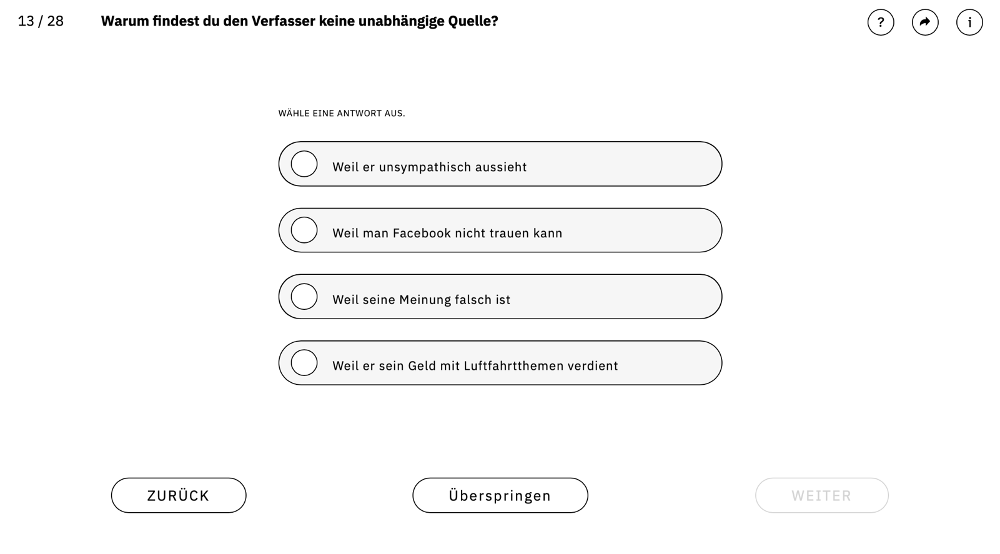 13 / 28
Warum findest du den Verfasser keine unabhängige Quelle?
?
i
WÄHLE EINE ANTWORT AUS.
Weil er unsympathisch aussieht
Weil man Facebook nicht trauen kann
Weil seine Meinung falsch ist
Weil er sein Geld mit Luftfahrtthemen verdient
ZURÜCK
Überspringen
WEITER